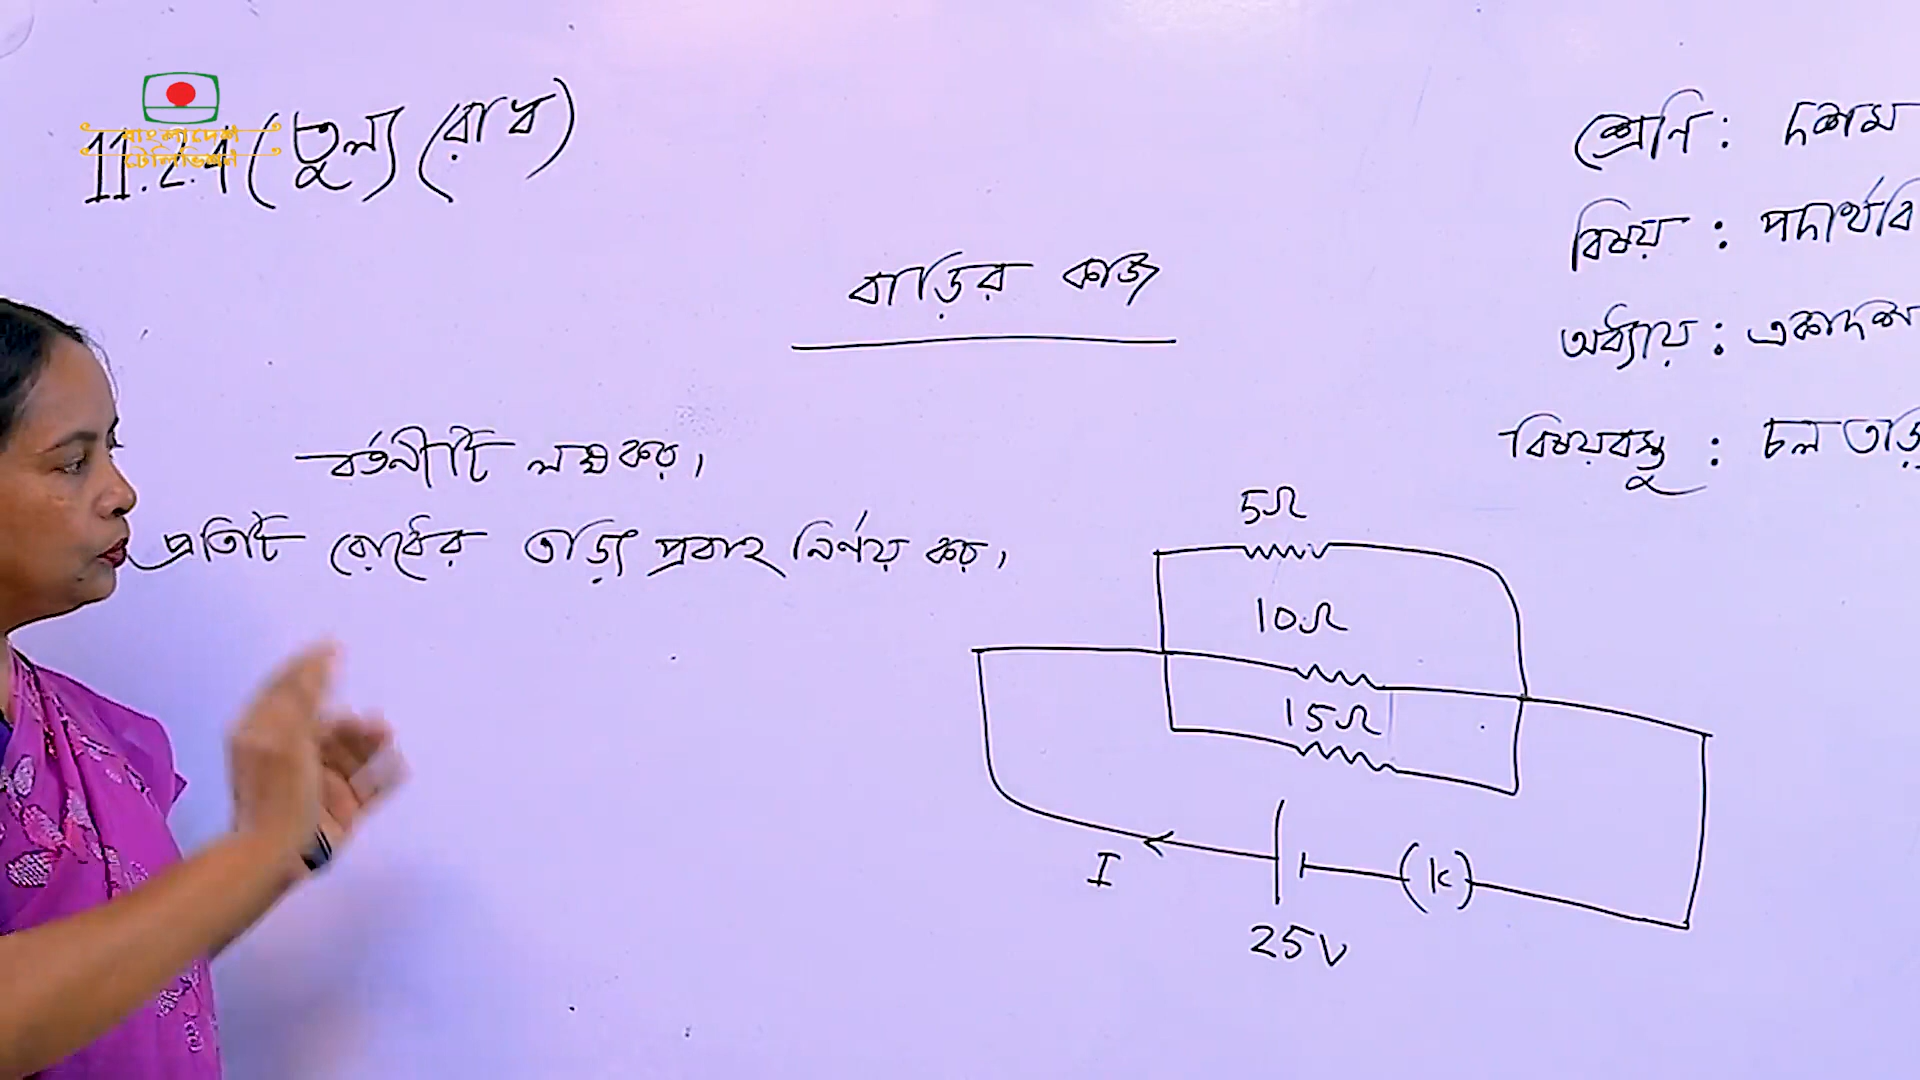 বাংলাদেশ
টেলিভিশন
11.2.4 (তুল্য রোধ)
শ্রেণি : দশম
বিষয় : পদার্থবি
অধ্যায় : একাদশ
বিষয়বস্তু : চল তড়ি
বাড়ির কাজ
বর্তনীটি লক্ষ কর।
প্রতিটি রোধের তড়িৎ প্রবাহ নির্ণয় কর।
5Ω
10Ω
15Ω
I
(K)
25V